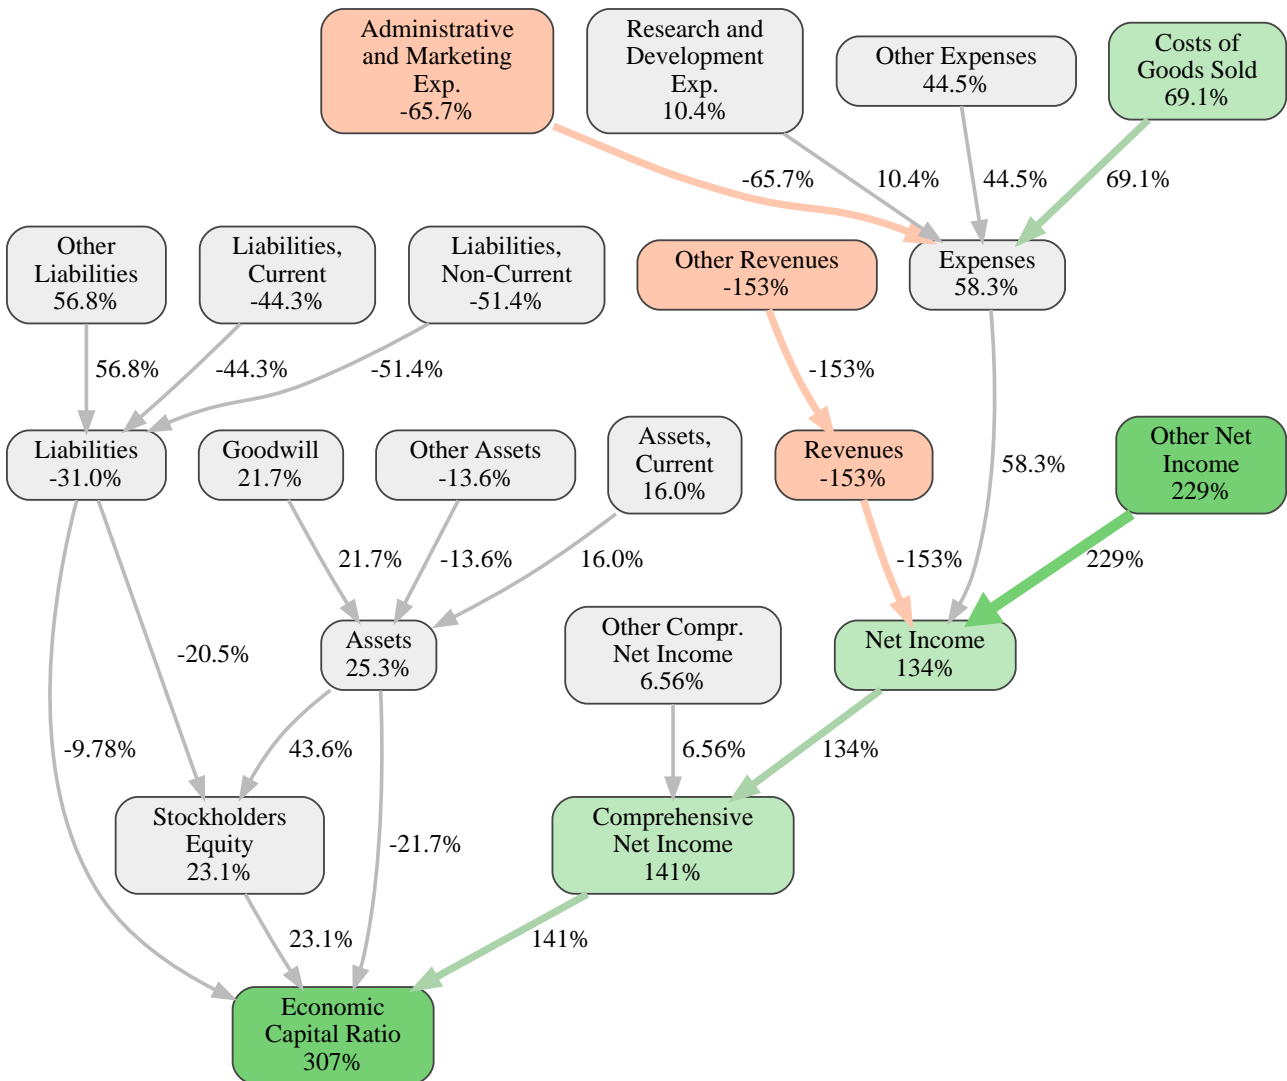 Administrative
and Marketing
Exp.
-65.7%
Research and
Development
Exp.
10.4%
Other Expenses
44.5%
Costs of
Goods Sold
69.1%
-65.7%
10.4%
44.5%
69.1%
Other
Liabilities
56.8%
Liabilities,
Current
-44.3%
Liabilities,
Non-Current
-51.4%
Other Revenues
-153%
Expenses
58.3%
56.8%
-44.3%
-51.4%
-153%
Liabilities
-31.0%
Goodwill
21.7%
Other Assets
-13.6%
Assets,
Current
16.0%
Revenues
-153%
58.3%
Other Net
Income
229%
21.7%
-13.6%
16.0%
-153%
229%
-20.5%
Assets
25.3%
Other Compr.
Net Income
6.56%
Net Income
134%
-9.78%
43.6%
6.56%
134%
Stockholders
Equity
23.1%
-21.7%
Comprehensive
Net Income
141%
23.1%
141%
Economic
Capital Ratio
307%